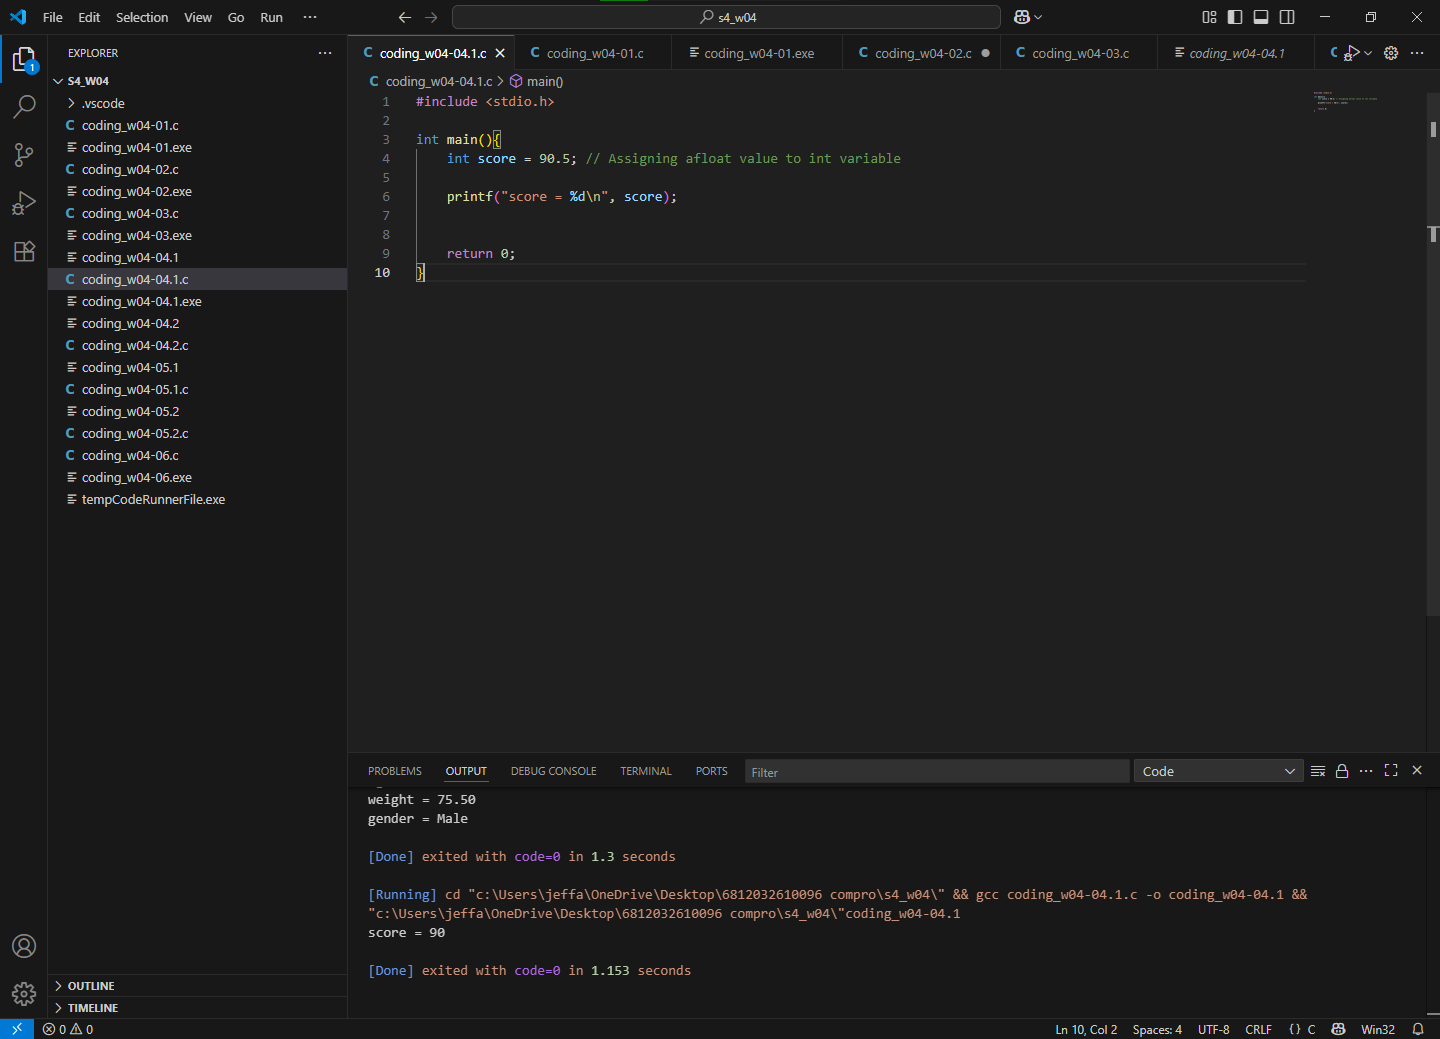 File Edit Selection View Go Run ··· s4_w04
EXPLORER ···
S4_W04
.vscode
C coding_w04-01.c
coding_w04-01.exe
C coding_w04-02.c
coding_w04-02.exe
C coding_w04-03.c
coding_w04-03.exe
coding_w04-04.1
C coding_w04-04.1.c
coding_w04-04.1.exe
coding_w04-04.2
C coding_w04-04.2.c
coding_w04-05.1
C coding_w04-05.1.c
coding_w04-05.2
C coding_w04-05.2.c
C coding_w04-06.c
coding_w04-06.exe
tempCodeRunnerFile.exe
OUTLINE
TIMELINE
1
C coding_w04-04.1.c C coding_w04-01.c coding_w04-01.exe C coding_w04-02.c C coding_w04-03.c coding_w04-04.1 C
C coding_w04-04.1.c > main()
1 #include <stdio.h>
2
3 int main(){
4 int score = 90.5; // Assigning afloat value to int variable
5
6 printf("score = %d\n", score);
7
8
9 return 0;
10 }
PROBLEMS OUTPUT DEBUG CONSOLE TERMINAL PORTS Filter Code
weight = 75.50
gender = Male
[Done] exited with code=0 in 1.3 seconds
[Running] cd "c:\Users\jeffa\OneDrive\Desktop\6812032610096 compro\s4_w04\" && gcc coding_w04-04.1.c -o coding_w04-04.1 &&
"c:\Users\jeffa\OneDrive\Desktop\6812032610096 compro\s4_w04\"coding_w04-04.1
score = 90
[Done] exited with code=0 in 1.153 seconds
0 0 Ln 10, Col 2 Spaces: 4 UTF-8 CRLF {} C Win32